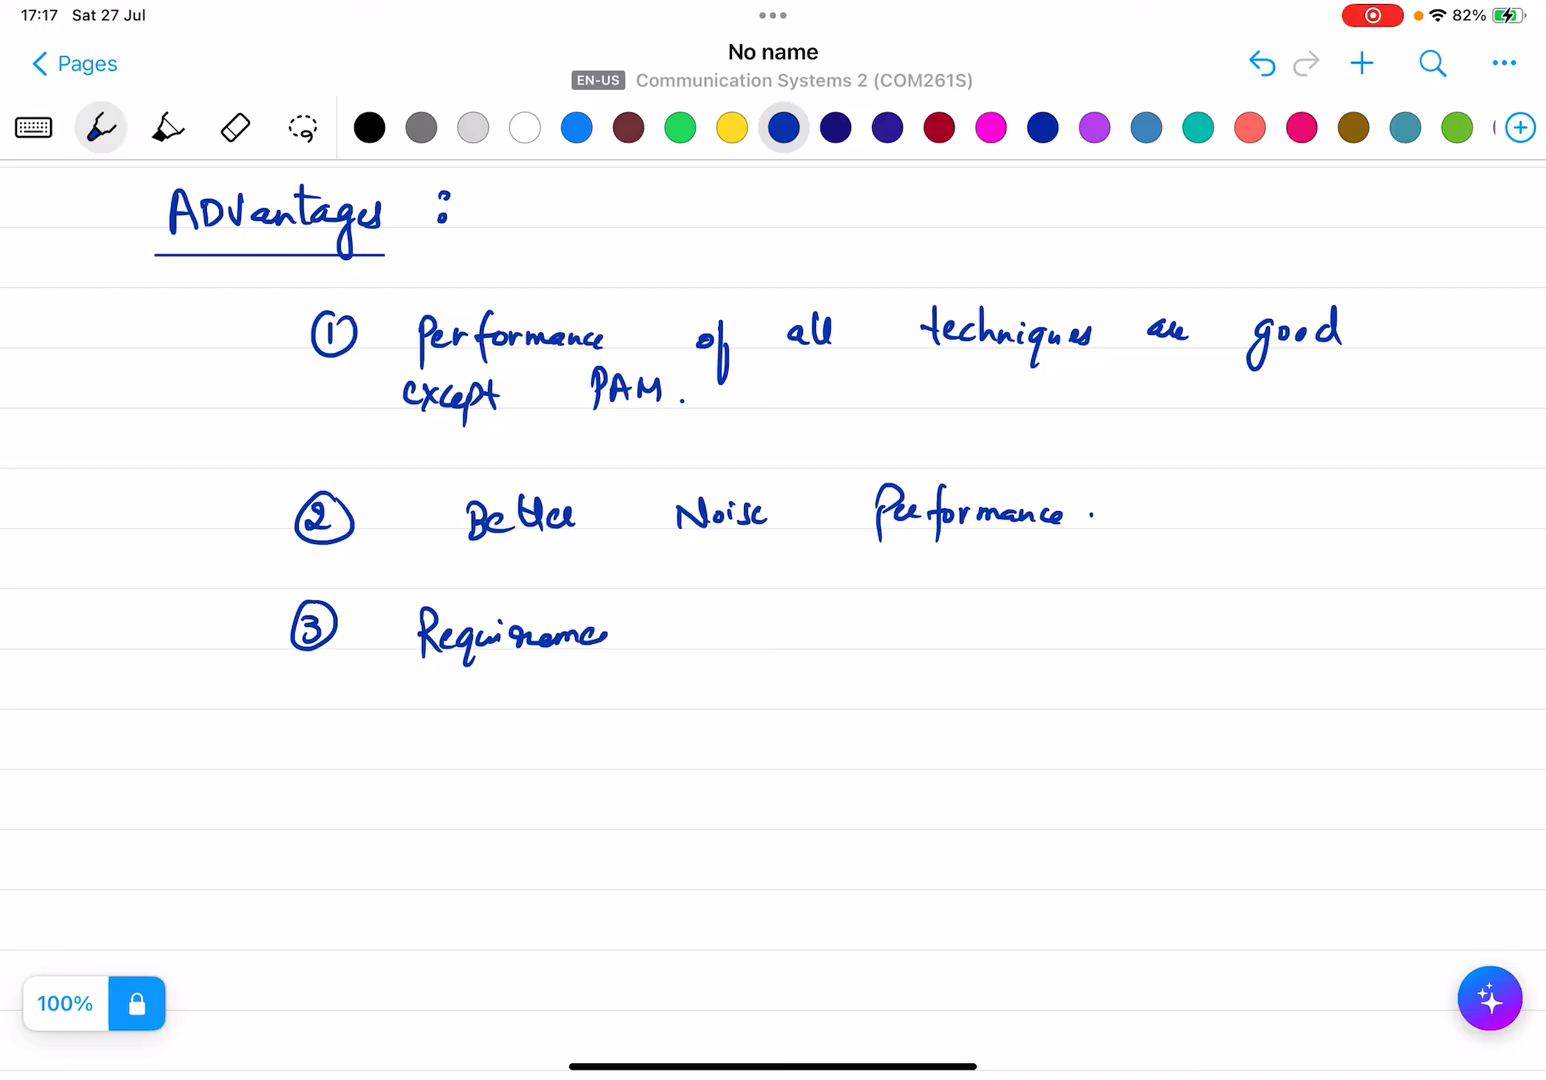 17:17 Sat 27 Jul
82%
Pages
No name
EN-US Communication Systems 2 (COM261S)
ADvantages :
① Performance of all techniques are good
except PAM.
② Better Noise Performance.
③ Requiremene
100%